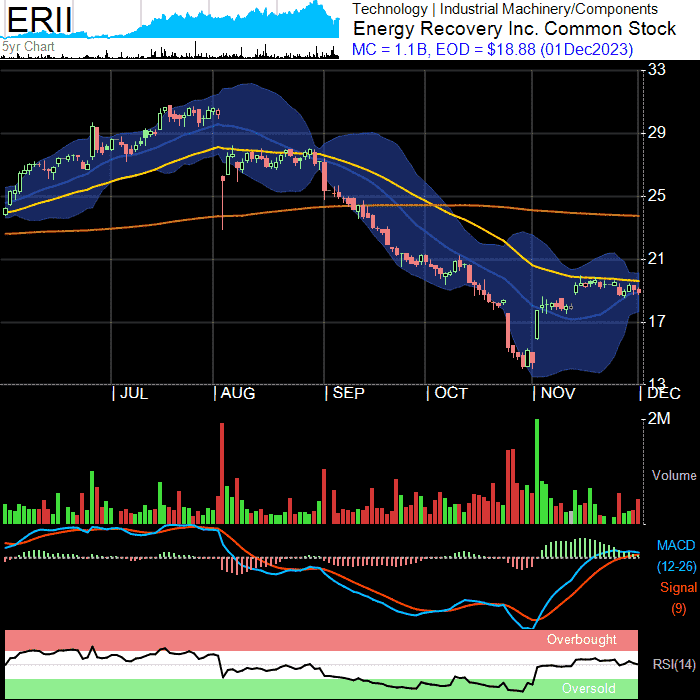 ERII
5yr Chart
Technology | Industrial Machinery/Components
Energy Recovery Inc. Common Stock
MC = 1.1B, EOD = $18.88 (01Dec2023)
33
29
25
21
17
13
| JUL
| AUG
| SEP
| OCT
| NOV
| DEC
2M
Volume
MACD
(12-26)
Signal
(9)
Overbought
RSI(14)
Oversold